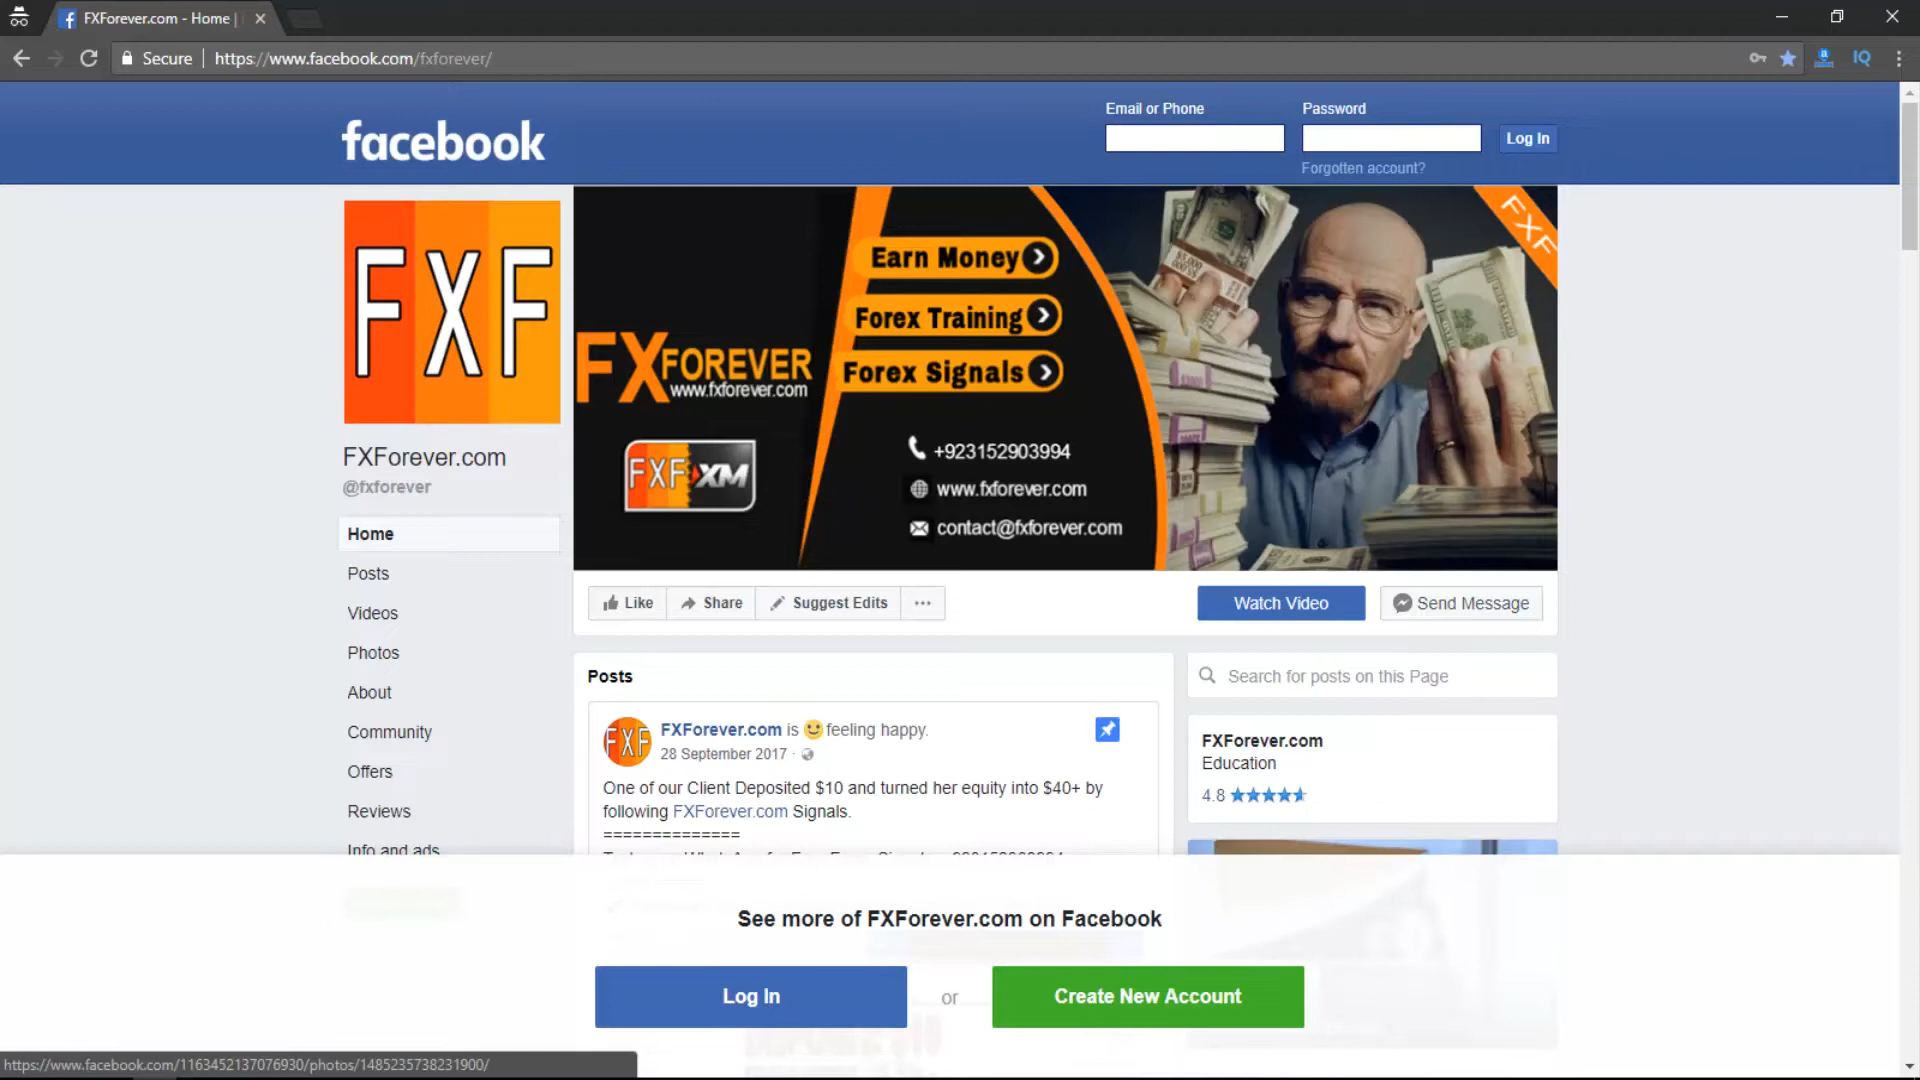 FXForever.com - Home |
Secure
https://www.facebook.com/fxforever/
IQ
facebook
Email or Phone
Password
Log In
Forgotten account?
FXF
FXForever.com
@fxforever
Home
Posts
Videos
Photos
About
Community
Offers
Reviews
Info and ads
FXFOREVER
www.fxforever.com
FXF XM
Earn Money
Forex Training
Forex Signals
+923152903994
www.fxforever.com
contact@fxforever.com
FXF
Like
Share
Suggest Edits
Watch Video
Send Message
Posts
FXF
FXForever.com is feeling happy.
28 September 2017 ·
One of our Client Deposited $10 and turned her equity into $40+ by
following FXForever.com Signals.
==============
Search for posts on this Page
FXForever.com
Education
4.8
See more of FXForever.com on Facebook
Log In
or
Create New Account
https://www.facebook.com/1163452137076930/photos/1485235738231900/